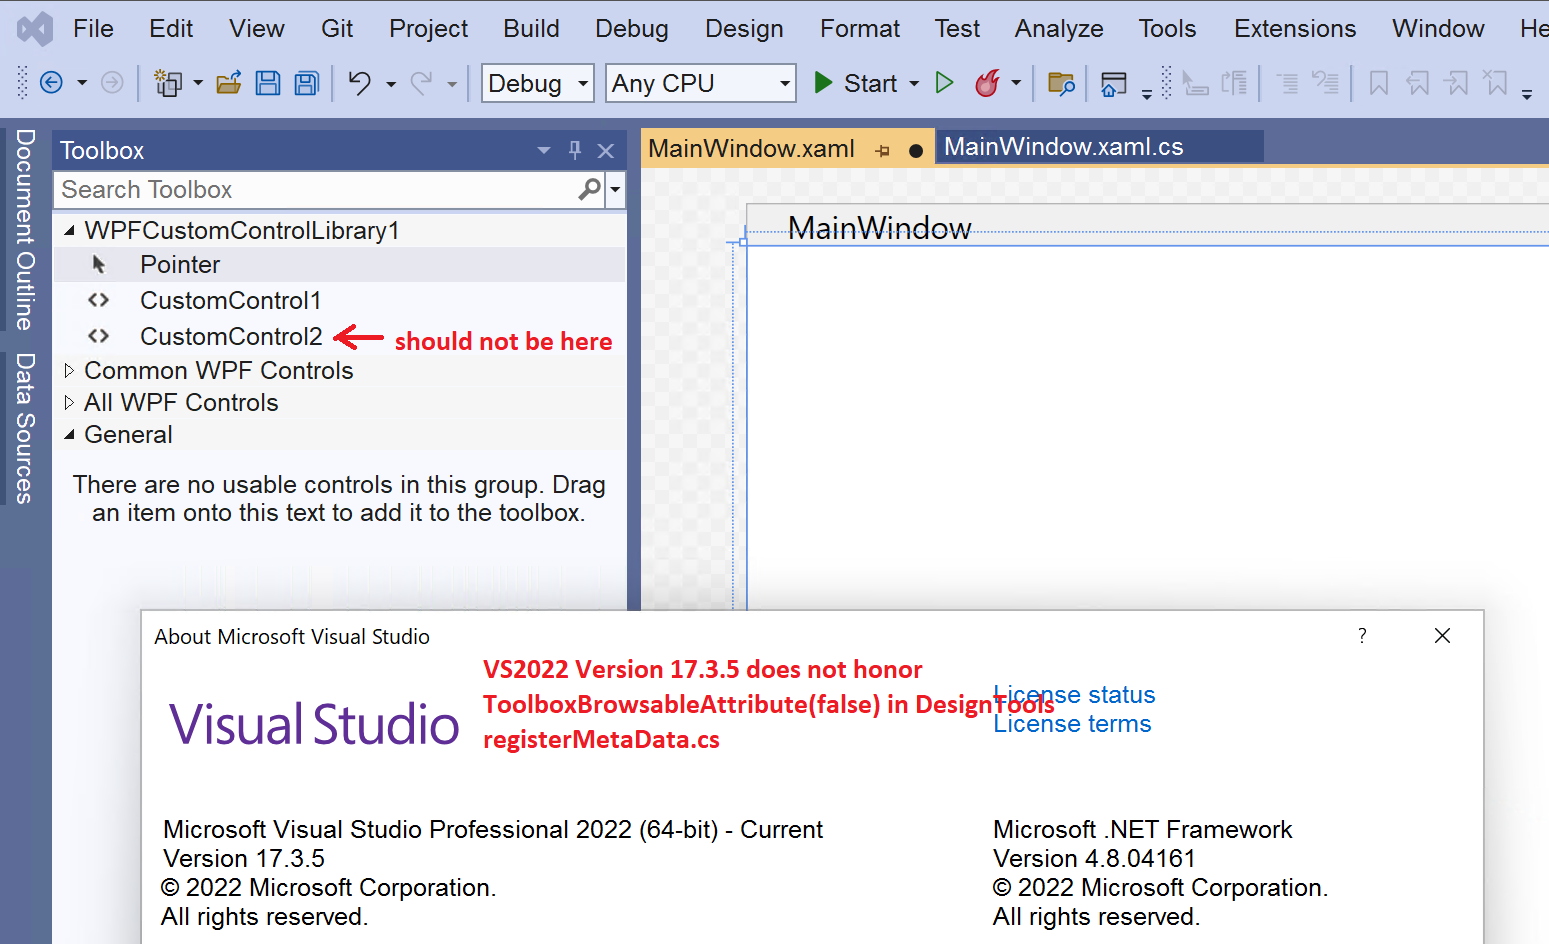 File Edit View Git Project Build Debug Design Format Test Analyze Tools Extensions Window He
Debug Any CPU Start
Document Outline
Data Sources
Toolbox
Search Toolbox
WPFCustomControlLibrary1
Pointer
CustomControl1
CustomControl2 should not be here
Common WPF Controls
All WPF Controls
General
There are no usable controls in this group. Drag
an item onto this text to add it to the toolbox.
MainWindow.xaml MainWindow.xaml.cs
MainWindow
About Microsoft Visual Studio ?
VS2022 Version 17.3.5 does not honor
ToolboxBrowsableAttribute(false) in DesignTools
registerMetaData.cs
Visual Studio
License status
License terms
Microsoft Visual Studio Professional 2022 (64-bit) - Current
Version 17.3.5
© 2022 Microsoft Corporation.
All rights reserved.
Microsoft .NET Framework
Version 4.8.04161
© 2022 Microsoft Corporation.
All rights reserved.